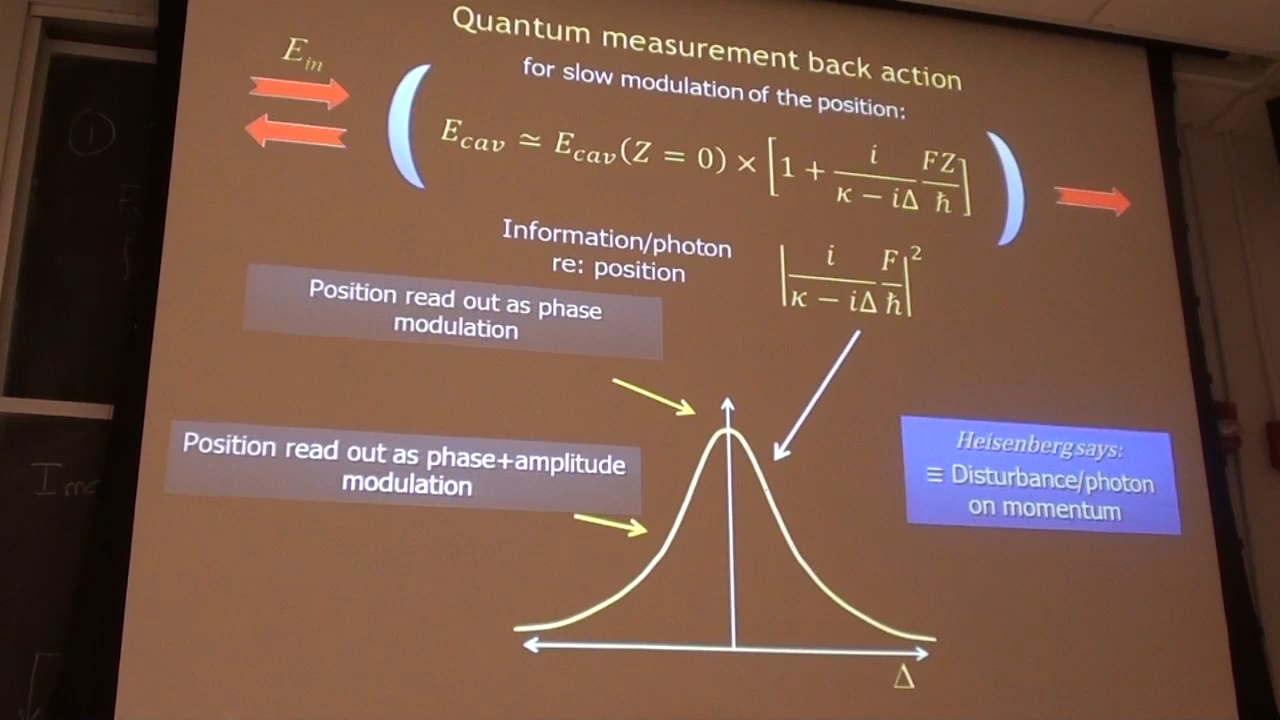 Quantum measurement back action
for slow modulation of the position:
E_in
E_cav ≃ E_cav(Z = 0) × [1 + i/(κ − iΔ) FZ/ħ]
Information/photon
re: position
|i/(κ − iΔ) F/ħ|²
Position read out as phase
modulation
Position read out as phase+amplitude
modulation
Heisenberg says:
≡ Disturbance/photon
on momentum
Δ
1